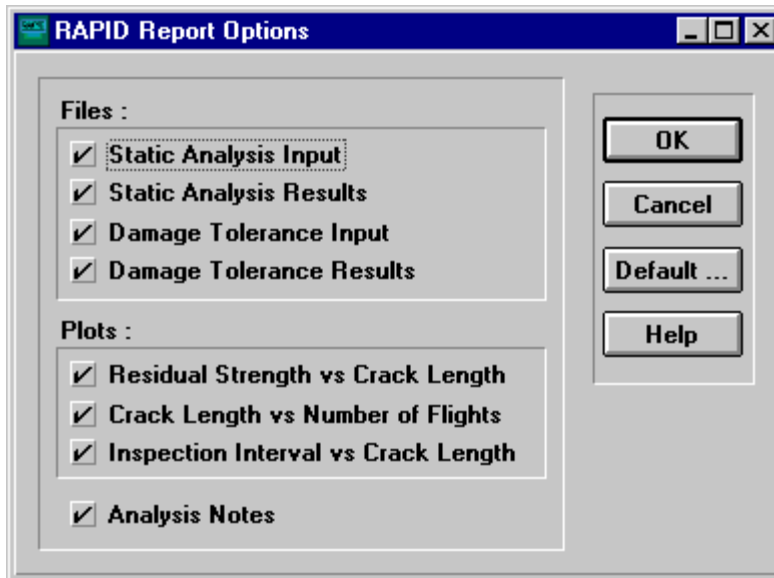 RAPID Report Options
Files :
Static Analysis Input
Static Analysis Results
Damage Tolerance Input
Damage Tolerance Results
Plots :
Residual Strength vs Crack Length
Crack Length vs Number of Flights
Inspection Interval vs Crack Length
Analysis Notes
OK
Cancel
Default ...
Help